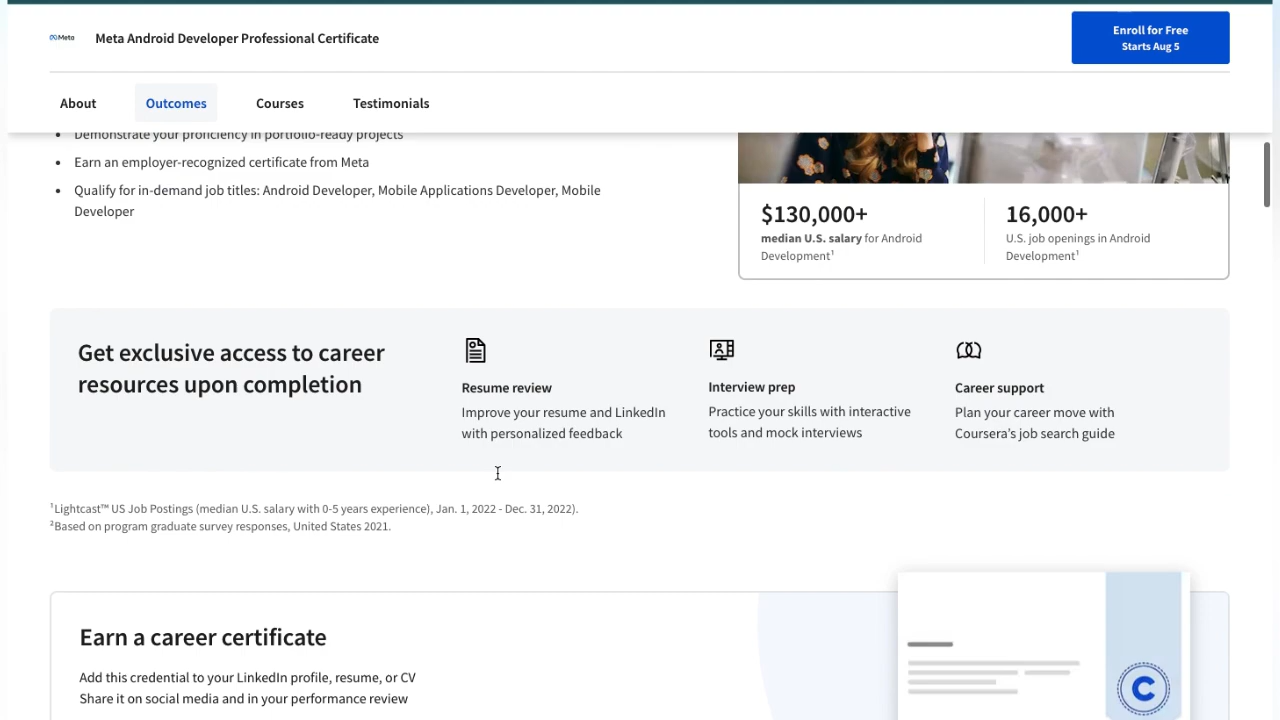 Meta
Meta Android Developer Professional Certificate
Enroll for Free
Starts Aug 5
About
Outcomes
Courses
Testimonials
Demonstrate your proficiency in portfolio-ready projects
Earn an employer-recognized certificate from Meta
Qualify for in-demand job titles: Android Developer, Mobile Applications Developer, Mobile
Developer
$130,000+
median U.S. salary for Android
Development¹
16,000+
U.S. job openings in Android
Development¹
Get exclusive access to career
resources upon completion
Resume review
Improve your resume and LinkedIn
with personalized feedback
Interview prep
Practice your skills with interactive
tools and mock interviews
Career support
Plan your career move with
Coursera’s job search guide
¹Lightcast™ US Job Postings (median U.S. salary with 0-5 years experience), Jan. 1, 2022 - Dec. 31, 2022).
²Based on program graduate survey responses, United States 2021.
Earn a career certificate
Add this credential to your LinkedIn profile, resume, or CV
Share it on social media and in your performance review
C